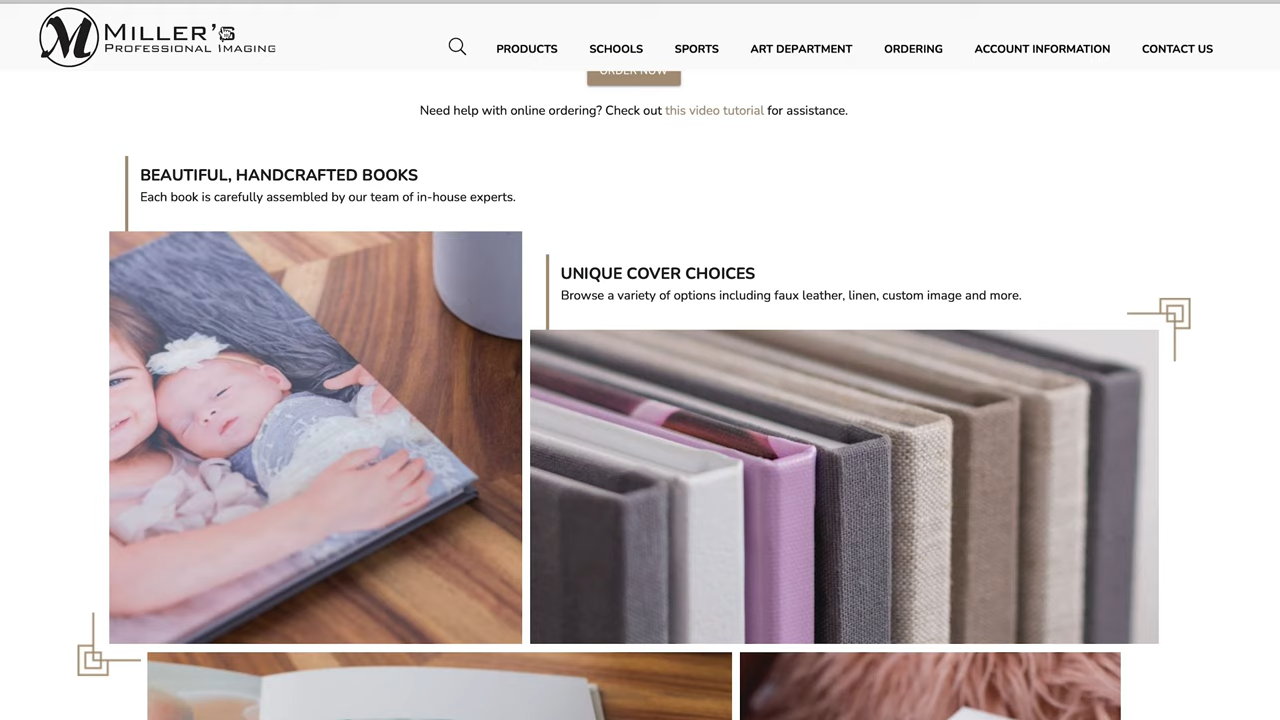 MILLER'S
PROFESSIONAL IMAGING
PRODUCTS SCHOOLS SPORTS ART DEPARTMENT ORDERING ACCOUNT INFORMATION CONTACT US
ORDER NOW
Need help with online ordering? Check out this video tutorial for assistance.
BEAUTIFUL, HANDCRAFTED BOOKS
Each book is carefully assembled by our team of in-house experts.
UNIQUE COVER CHOICES
Browse a variety of options including faux leather, linen, custom image and more.